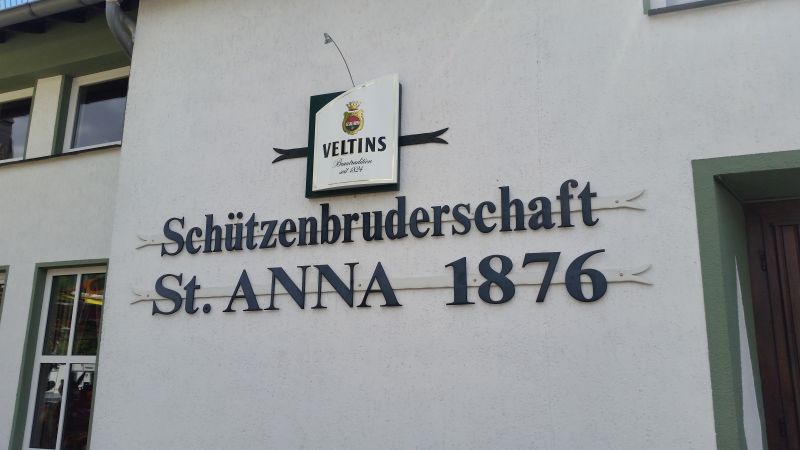 VELTINS
Brautradition
seit 1824
Schützenbruderschaft
St. ANNA 1876